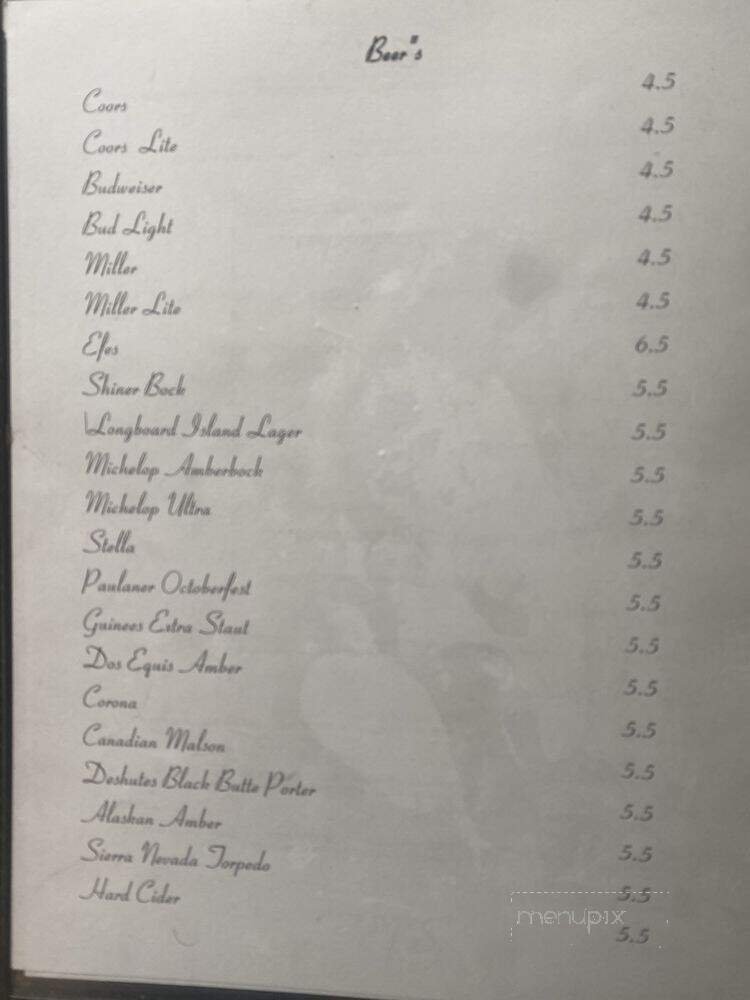 Beer"s
Coors 4.5
Coors Lite 4.5
Budweiser 4.5
Bud Light 4.5
Miller 4.5
Miller Lite 4.5
Efes 6.5
Shiner Bock 5.5
\Longboard Island Lager 5.5
Michelop Amberbock 5.5
Michelop Ultra 5.5
Stella 5.5
Paulaner Octoberfest 5.5
Guinees Extra Staut 5.5
Dos Equis Amber 5.5
Corona 5.5
Canadian Malson 5.5
Deshutes Black Butte Porter 5.5
Alaskan Amber 5.5
Sierra Nevada Torpedo 5.5
Hard Cider 5.5
menupix